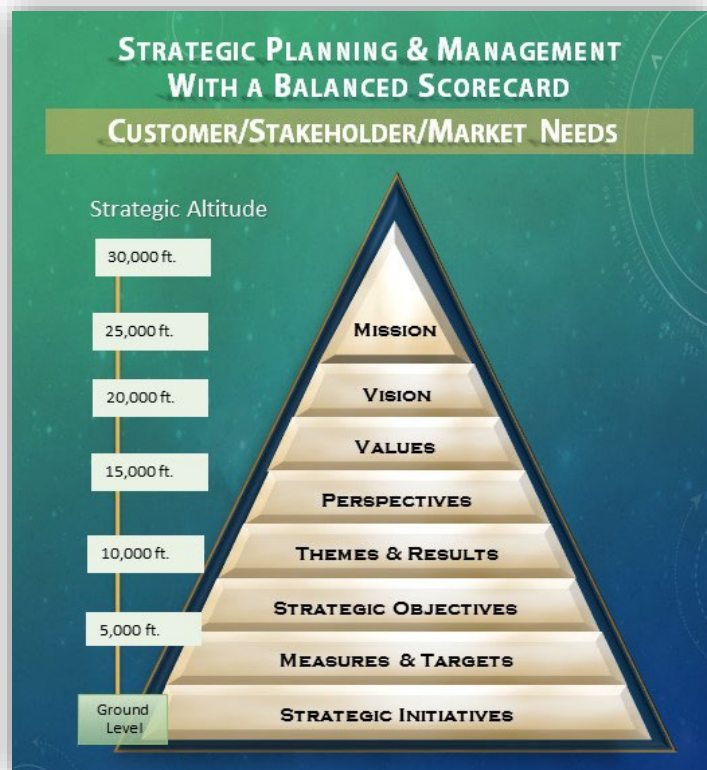 STRATEGIC PLANNING & MANAGEMENT
WITH A BALANCED SCORECARD
CUSTOMER/STAKEHOLDER/MARKET NEEDS
Strategic Altitude
30,000 ft.
25,000 ft.
20,000 ft.
15,000 ft.
10,000 ft.
5,000 ft.
Ground
Level
MISSION
VISION
VALUES
PERSPECTIVES
THEMES & RESULTS
STRATEGIC OBJECTIVES
MEASURES & TARGETS
STRATEGIC INITIATIVES